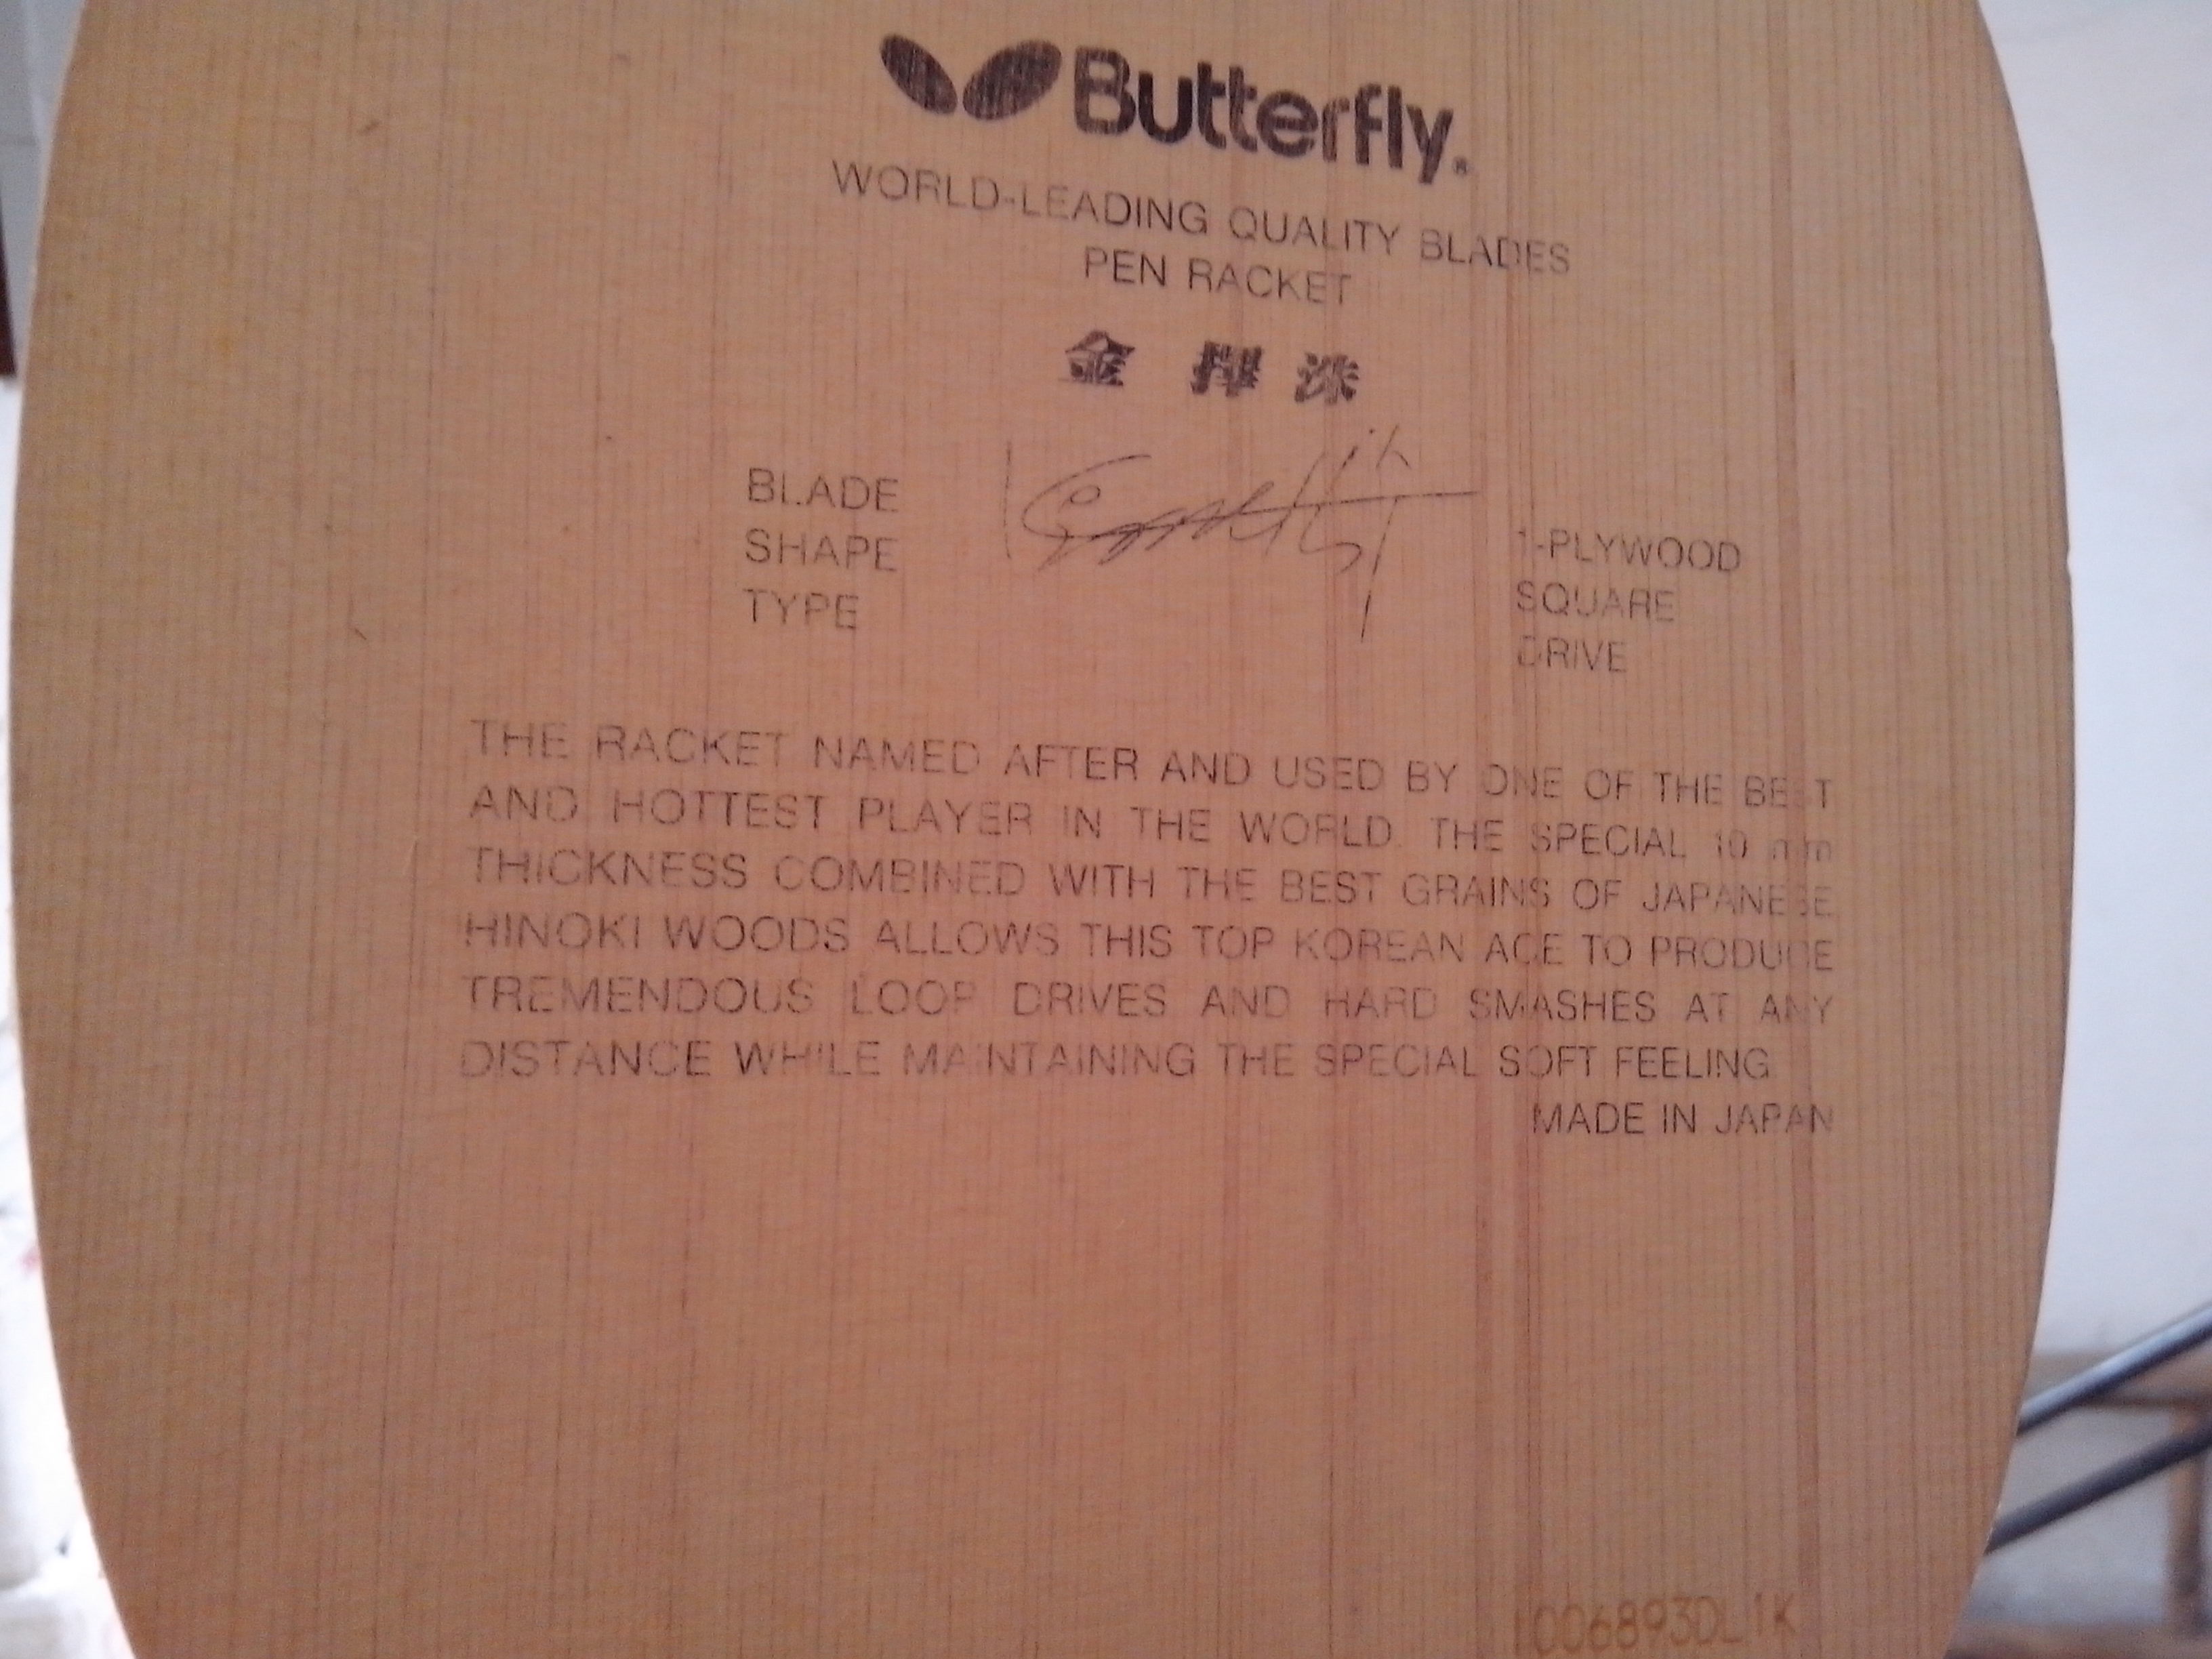 Butterfly®
WORLD-LEADING QUALITY BLADES
PEN RACKET
金 擇 洙
BLADE 1-PLYWOOD
SHAPE SQUARE
TYPE DRIVE
THE RACKET NAMED AFTER AND USED BY ONE OF THE BEST
AND HOTTEST PLAYER IN THE WORLD. THE SPECIAL 10 mm
THICKNESS COMBINED WITH THE BEST GRAINS OF JAPANESE
HINOKI WOODS ALLOWS THIS TOP KOREAN ACE TO PRODUCE
TREMENDOUS LOOP DRIVES AND HARD SMASHES AT ANY
DISTANCE WHILE MAINTAINING THE SPECIAL SOFT FEELING
MADE IN JAPAN
1006893DL1K